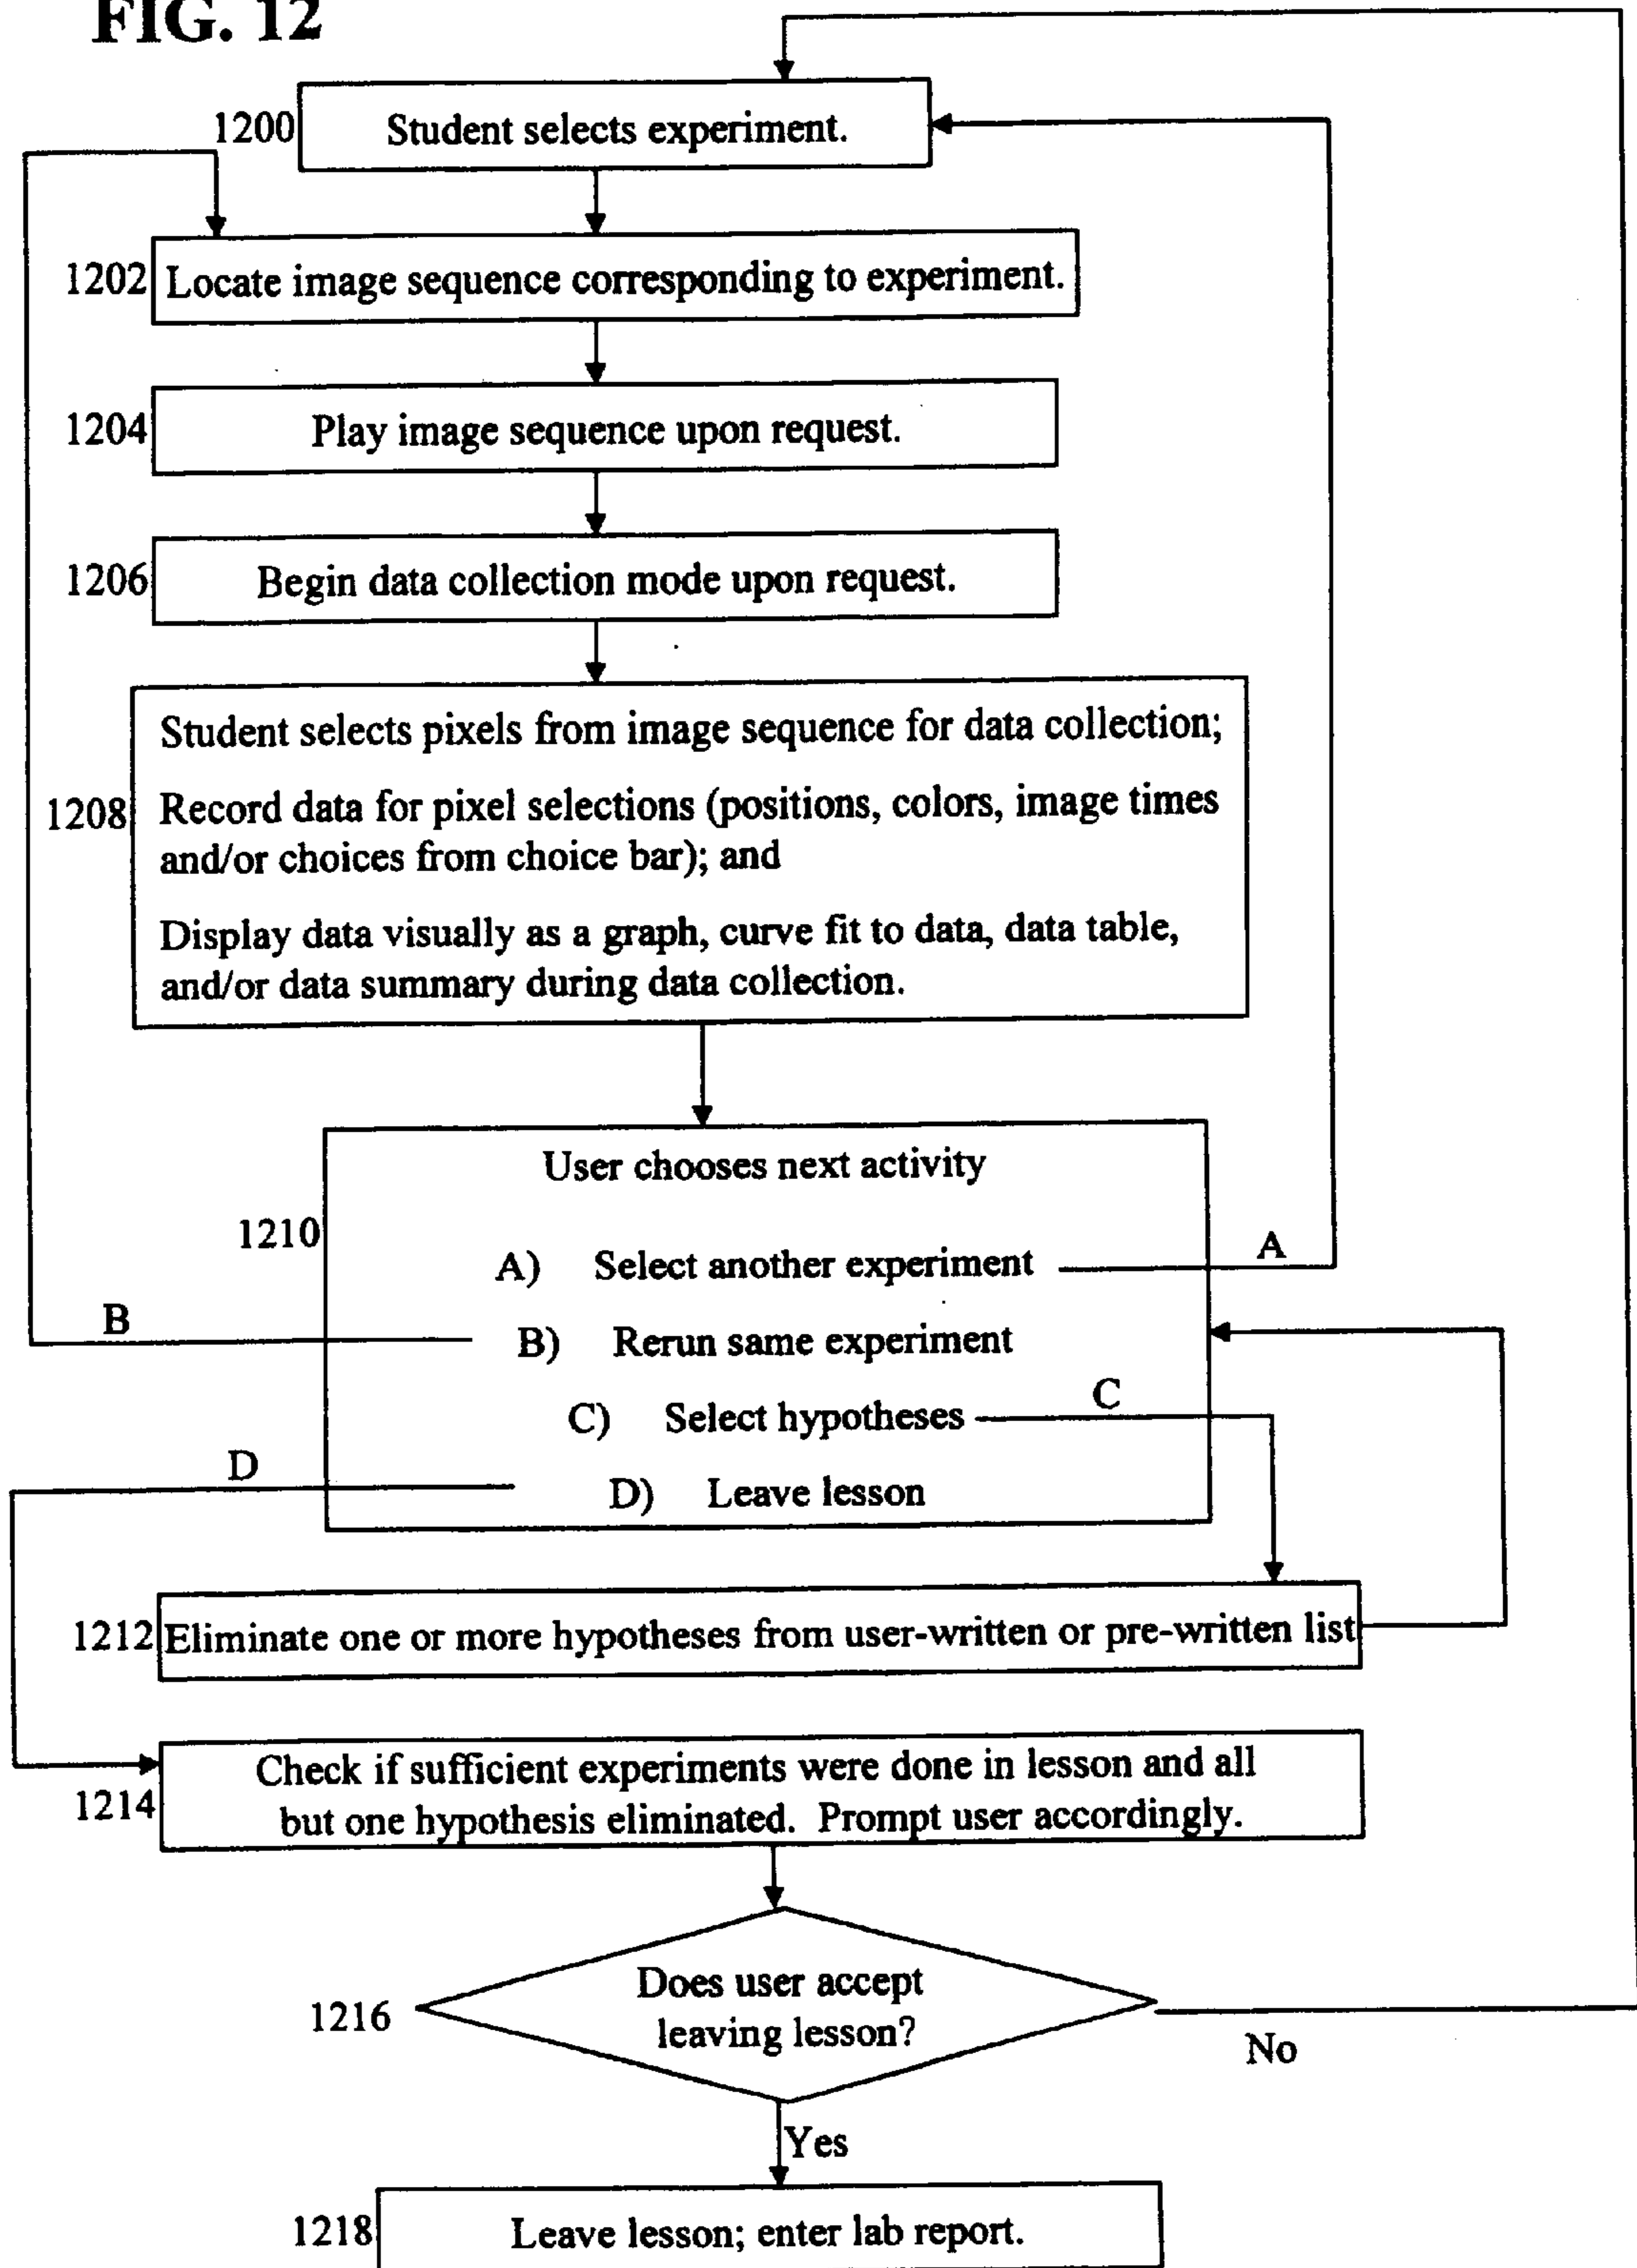 FIG. 12
1200
Student selects experiment.
1202
Locate image sequence corresponding to experiment.
1204
Play image sequence upon request.
1206
Begin data collection mode upon request.
1208
Student selects pixels from image sequence for data collection;
Record data for pixel selections (positions, colors, image times
and/or choices from choice bar); and
Display data visually as a graph, curve fit to data, data table,
and/or data summary during data collection.
1210
User chooses next activity
A) Select another experiment
A
B
B) Rerun same experiment
C) Select hypotheses
C
D
D) Leave lesson
1212
Eliminate one or more hypotheses from user-written or pre-written list
1214
Check if sufficient experiments were done in lesson and all
but one hypothesis eliminated. Prompt user accordingly.
1216
Does user accept
leaving lesson?
No
Yes
1218
Leave lesson; enter lab report.